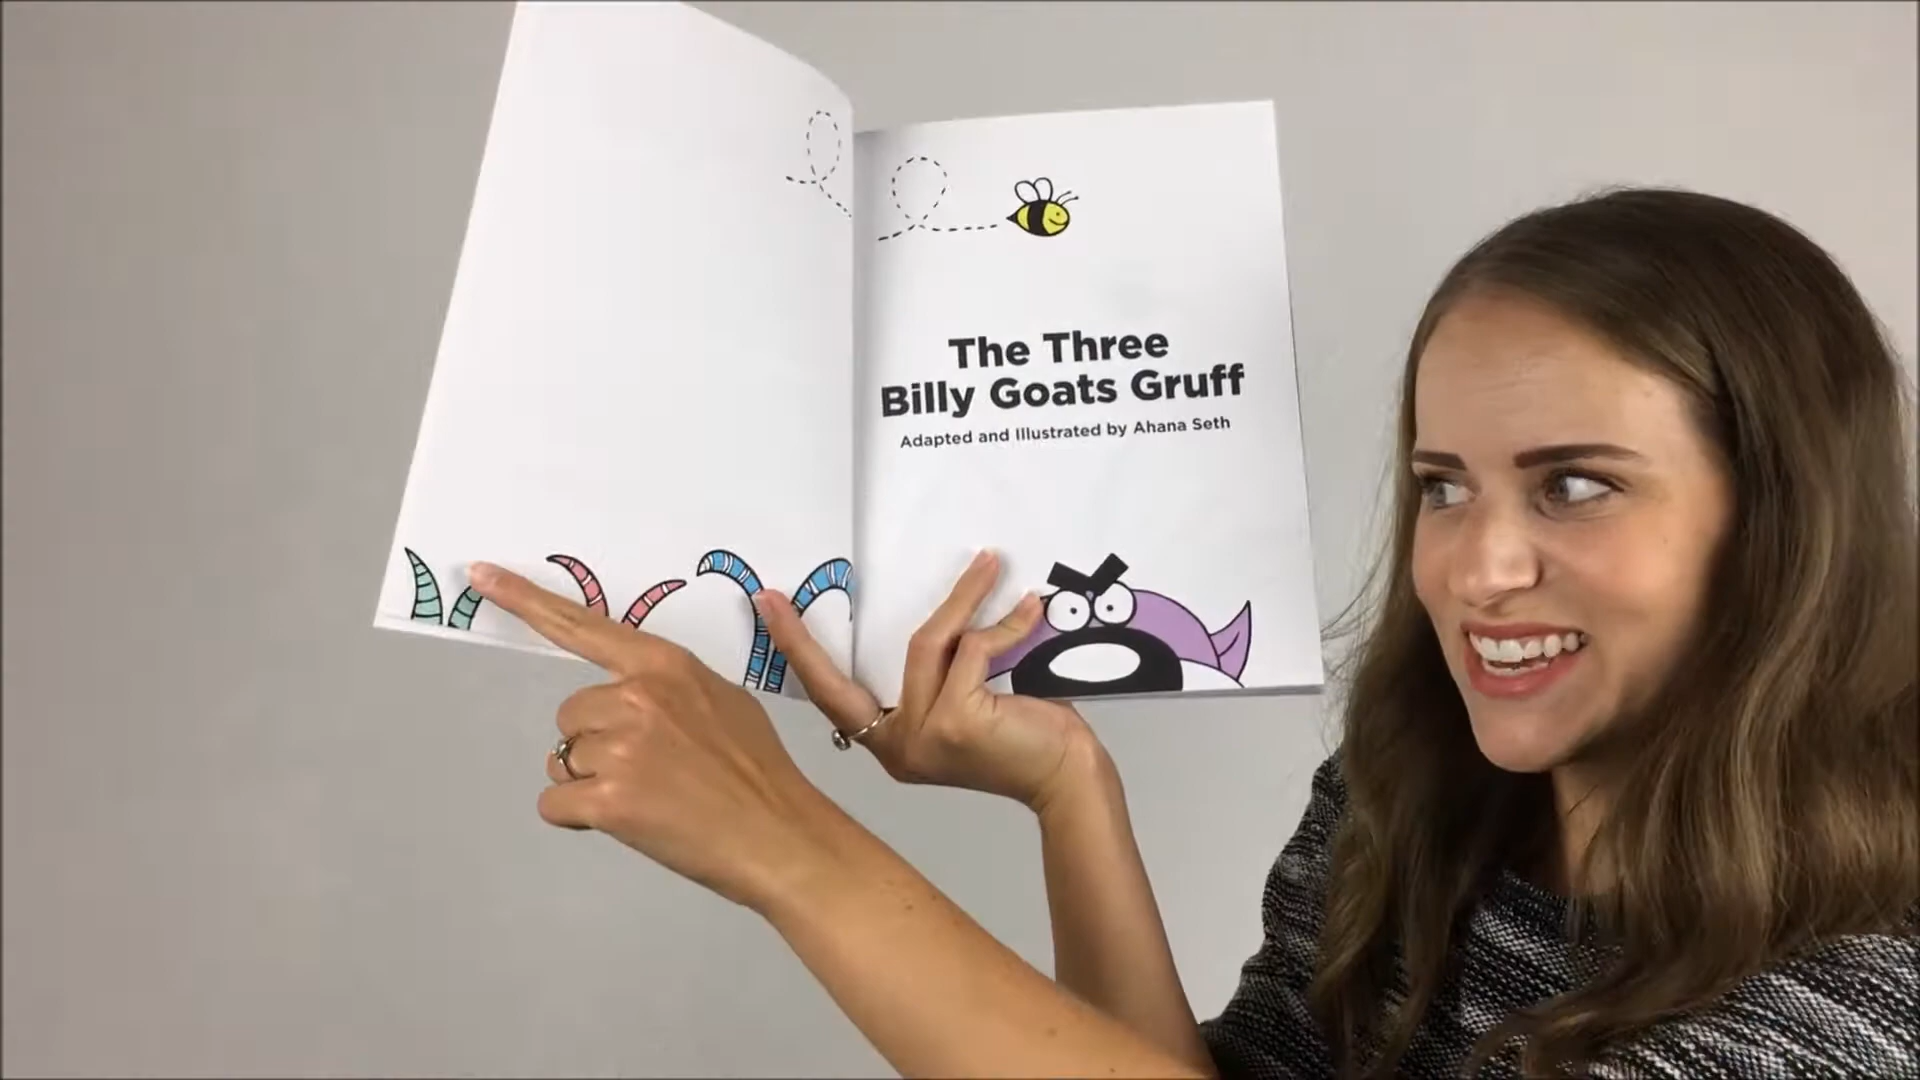 The Three
Billy Goats Gruff
Adapted and Illustrated by Ahana Seth